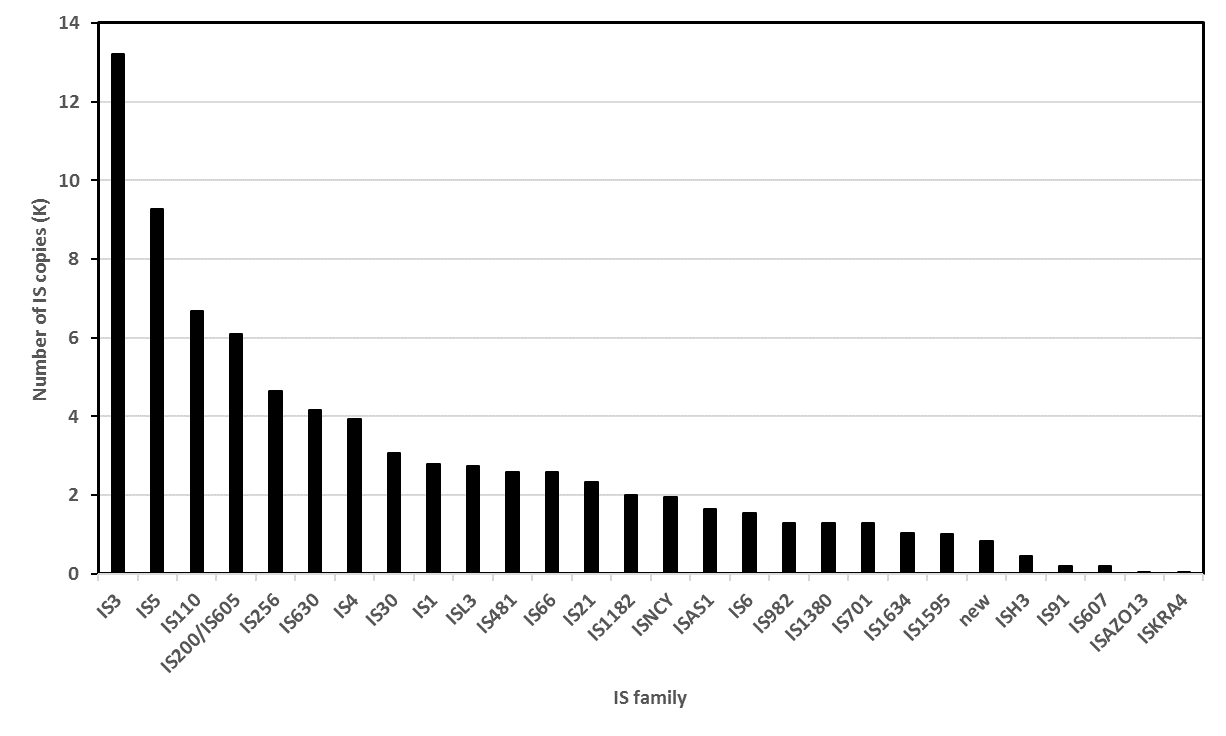 14
12
10
8
6
4
2
0
Number of IS copies (K)
IS3
IS5
IS110
IS200/IS605
IS256
IS630
IS4
IS30
IS1
ISL3
IS481
IS66
IS21
IS1182
ISNCY
ISAS1
IS6
IS982
IS1380
IS701
IS1634
IS1595
new
ISH3
IS91
IS607
ISAZO13
ISKRA4
IS family